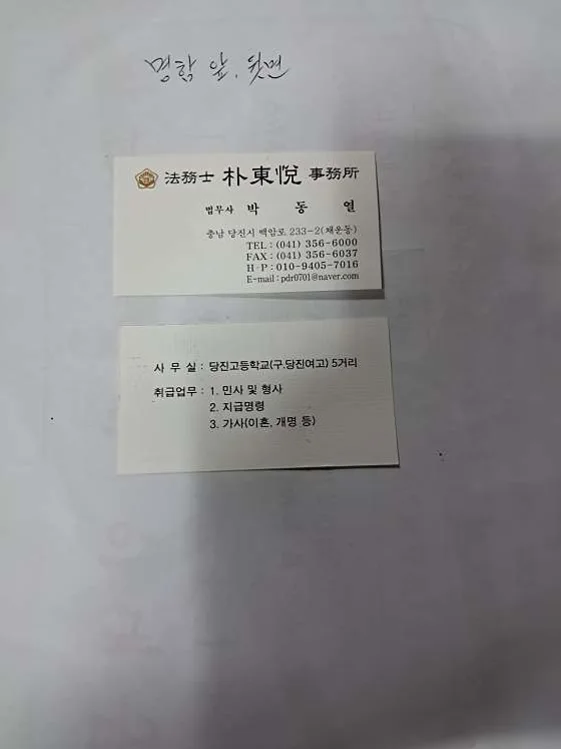 명함 앞.뒷면
法務士 朴東悅 事務所
법무사 박 동 열
충남 당진시 백암로 233-2(채운동)
TEL : (041) 356-6000
FAX : (041) 356-6037
H·P : 010-9405-7016
E-mail : pdr0701@naver.com
사 무 실 : 당진고등학교(구.당진여고) 5거리
취급업무 : 1. 민사 및 형사
2. 지급명령
3. 가사(이혼, 개명 등)